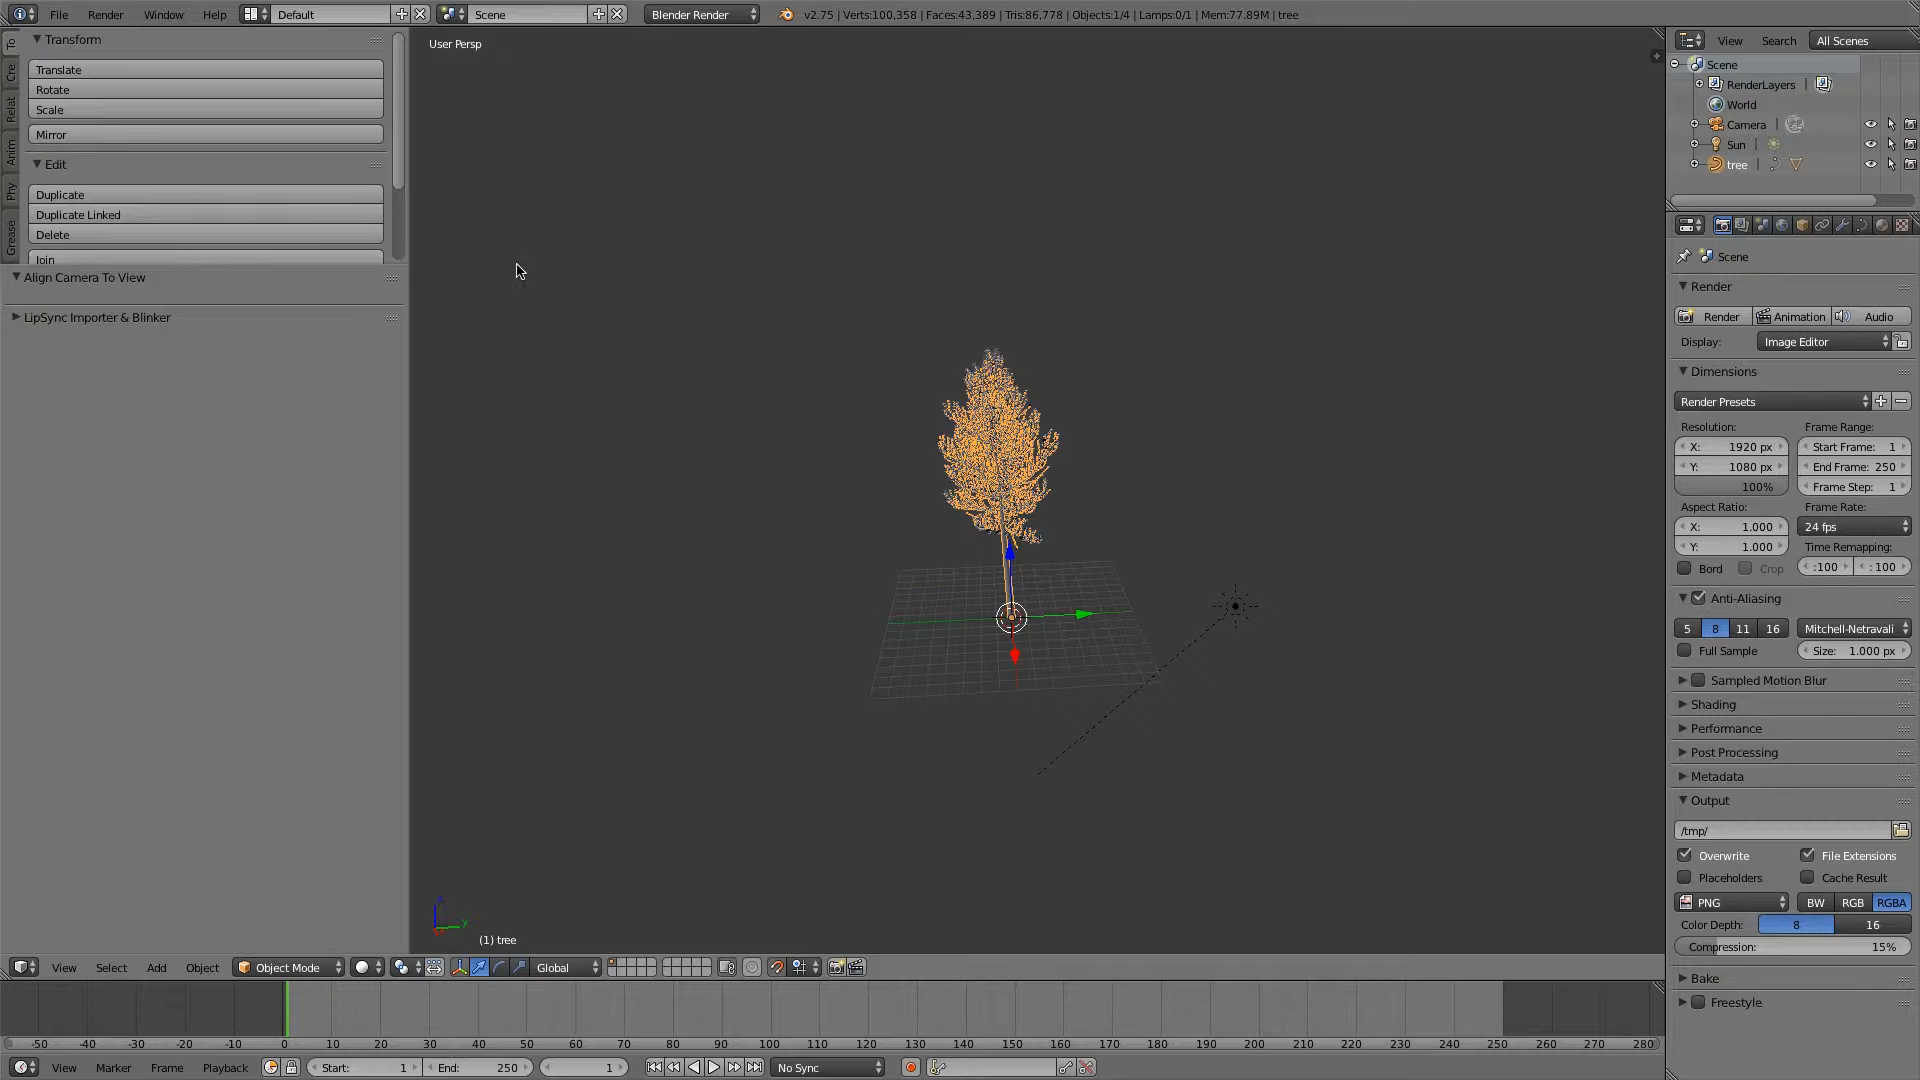 File Render Window Help Default Scene Blender Render v2.75 | Verts:100,358 | Faces:43,389 | Tris:86,778 | Objects:1/4 | Lamps:0/1 | Mem:77.89M | tree
To
Cre
Relat
Anim
Phy
Grease
Transform
Translate
Rotate
Scale
Mirror
Edit
Duplicate
Duplicate Linked
Delete
Join
Align Camera To View
LipSync Importer & Blinker
User Persp
(1) tree
View Select Add Object Object Mode Global
-50 -40 -30 -20 -10 0 10 20 30 40 50 60 70 80 90 100 110 120 130 140 150 160 170 180 190 200 210 220 230 240 250 260 270 280
View Marker Frame Playback Start: 1 End: 250 1 No Sync
View Search All Scenes
Scene
RenderLayers |
World
Camera |
Sun |
tree |
Scene
Render
Render Animation Audio
Display: Image Editor
Dimensions
Render Presets
Resolution: Frame Range:
X: 1920 px Start Frame: 1
Y: 1080 px End Frame: 250
100% Frame Step: 1
Aspect Ratio: Frame Rate:
X: 1.000 24 fps
Y: 1.000 Time Remapping:
Bord Crop :100 : 100
Anti-Aliasing
5 8 11 16 Mitchell-Netravali
Full Sample Size: 1.000 px
Sampled Motion Blur
Shading
Performance
Post Processing
Metadata
Output
/tmp/
Overwrite File Extensions
Placeholders Cache Result
PNG BW RGB RGBA
Color Depth: 8 16
Compression: 15%
Bake
Freestyle